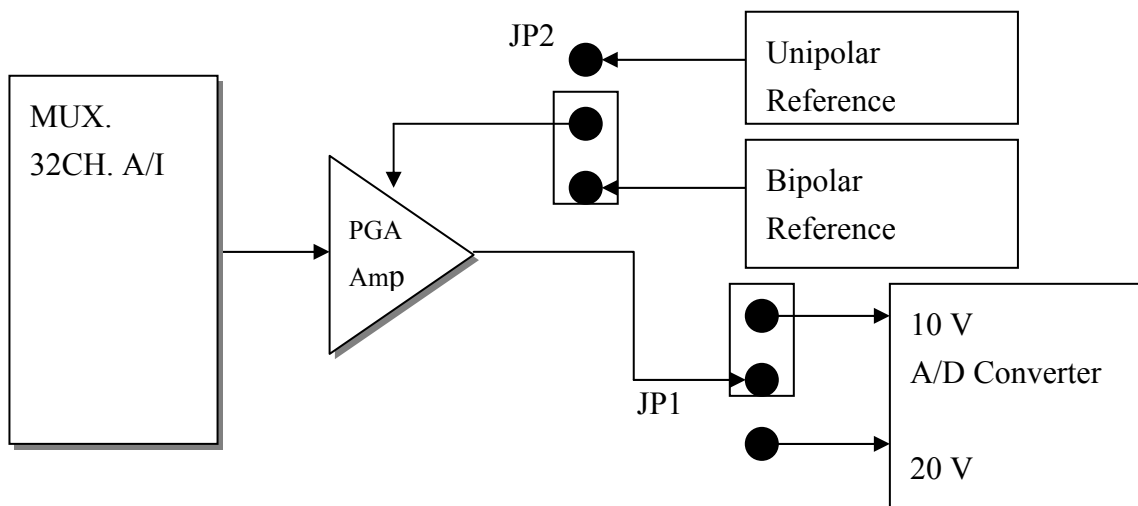 JP2
Unipolar
Reference
MUX.
32CH. A/I
Bipolar
Reference
PGA
Amp
10 V
A/D Converter
JP1
20 V